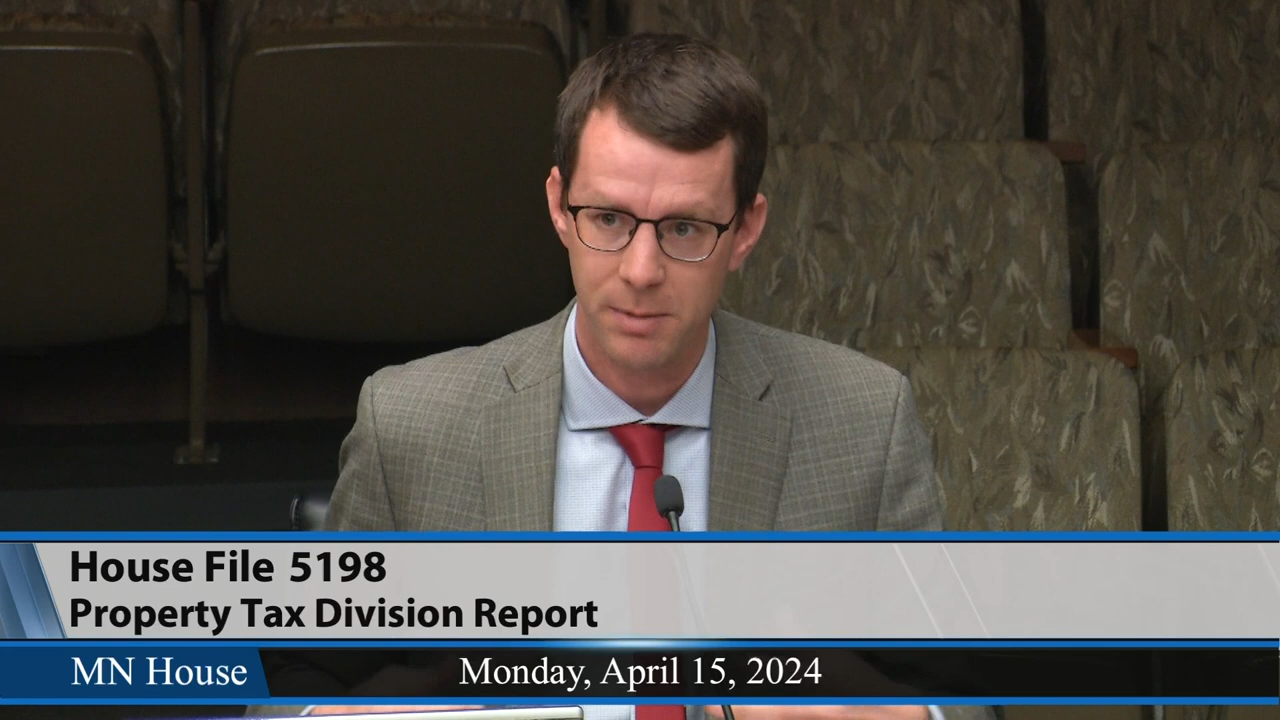 House File 5198
Property Tax Division Report
MN House
Monday, April 15, 2024